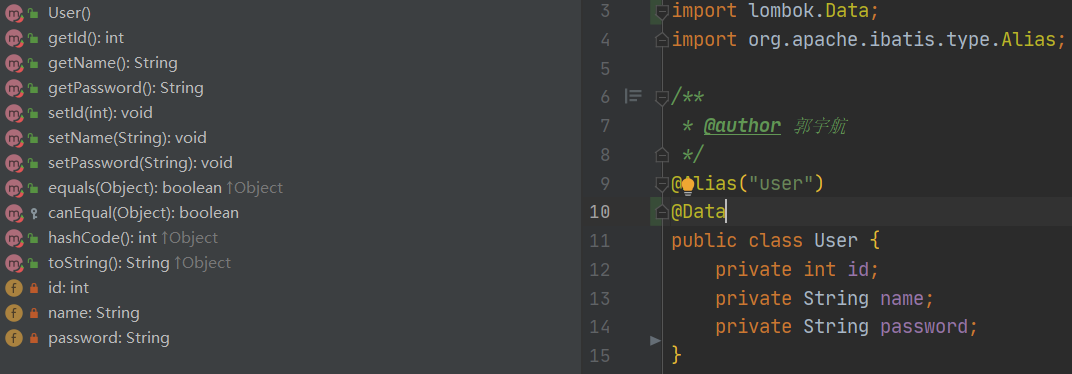 User()
getId(): int
getName(): String
getPassword(): String
setId(int): void
setName(String): void
setPassword(String): void
equals(Object): boolean ↑Object
canEqual(Object): boolean
hashCode(): int ↑Object
toString(): String ↑Object
id: int
name: String
password: String
3 import lombok.Data;
4 import org.apache.ibatis.type.Alias;
5
6 /**
7 * @author 郭宇航
8 */
9 @Alias("user")
10 @Data
11 public class User {
12 private int id;
13 private String name;
14 private String password;
15 }